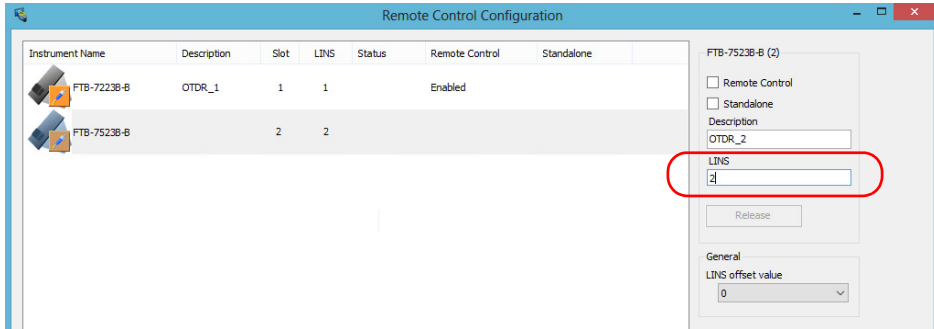 Remote Control Configuration
Instrument Name Description Slot LINS Status Remote Control Standalone
FTB-7223B-B OTDR_1 1 1 Enabled
FTB-7523B-B 2 2
FTB-7523B-B (2)
Remote Control
Standalone
Description
OTDR_2
LINS
2
Release
General
LINS offset value
0